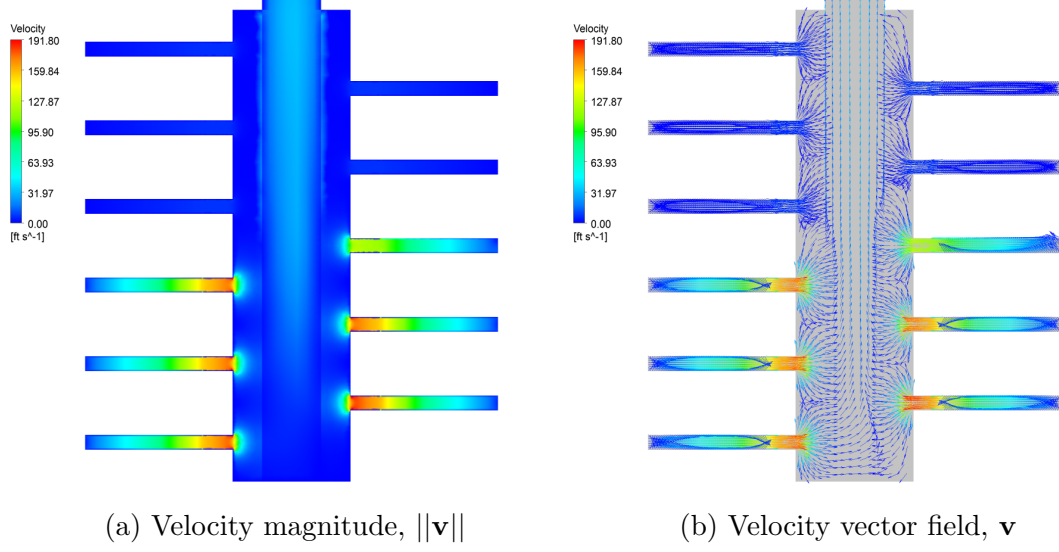 Velocity
191.80
159.84
127.87
95.90
63.93
31.97
0.00
[ft s^-1]
Velocity
191.80
159.84
127.87
95.90
63.93
31.97
0.00
[ft s^-1]
(a) Velocity magnitude, ||v||
(b) Velocity vector field, v